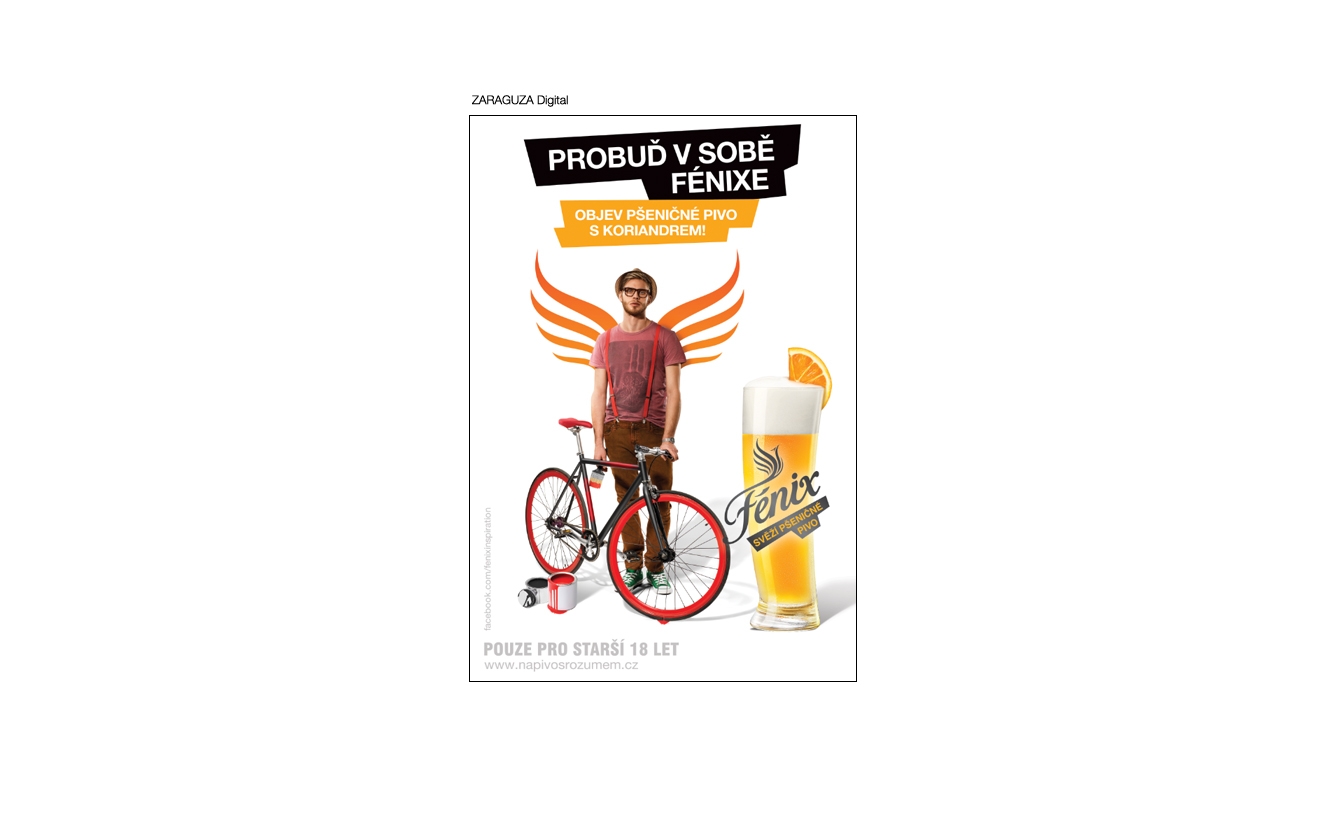 ZARAGUZA Digital
PROBUĎ V SOBĚ
FÉNIXE
OBJEV PŠENIČNÉ PIVO
S KORIANDREM!
Fénix
SVĚŽÍ PŠENIČNÉ
PIVO
facebook.com/fenixinspiration
POUZE PRO STARŠÍ 18 LET
www.napivosrozumem.cz